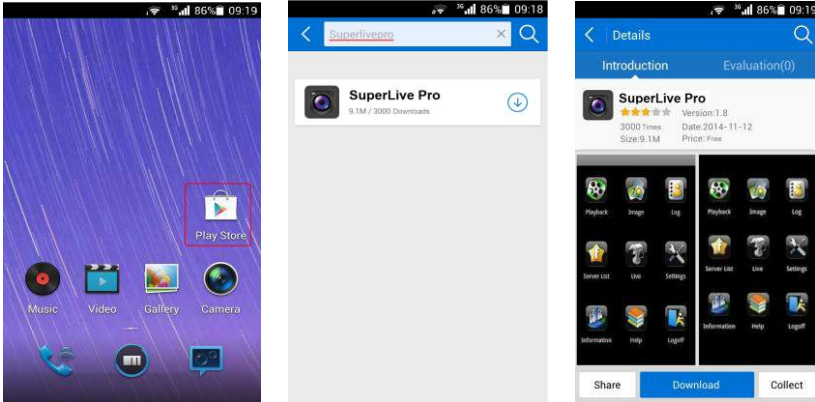 3G 86% 09:19
Play Store
Music Video Gallery Camera
3G 86% 09:18
Superlivepro
SuperLive Pro
9.1M / 3000 Downloads
3G 86% 09:19
Details
Introduction Evaluation(0)
SuperLive Pro
Version:1.8
3000 Times Date:2014-11-12
Size:9.1M Price: Free
Playback Image Log Playback Image Log
Server List Live Settings Server List Live Settings
Information Help Logoff Information Help Logoff
Share Download Collect